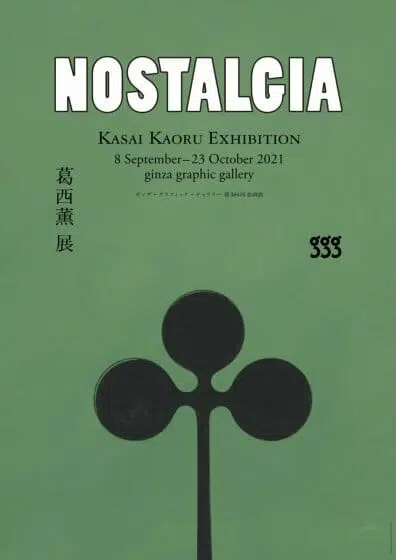 NOSTALGIA
KASAI KAORU EXHIBITION
8 September–23 October 2021
ginza graphic gallery
ギンザ・グラフィック・ギャラリー
葛西薫 展
ggg